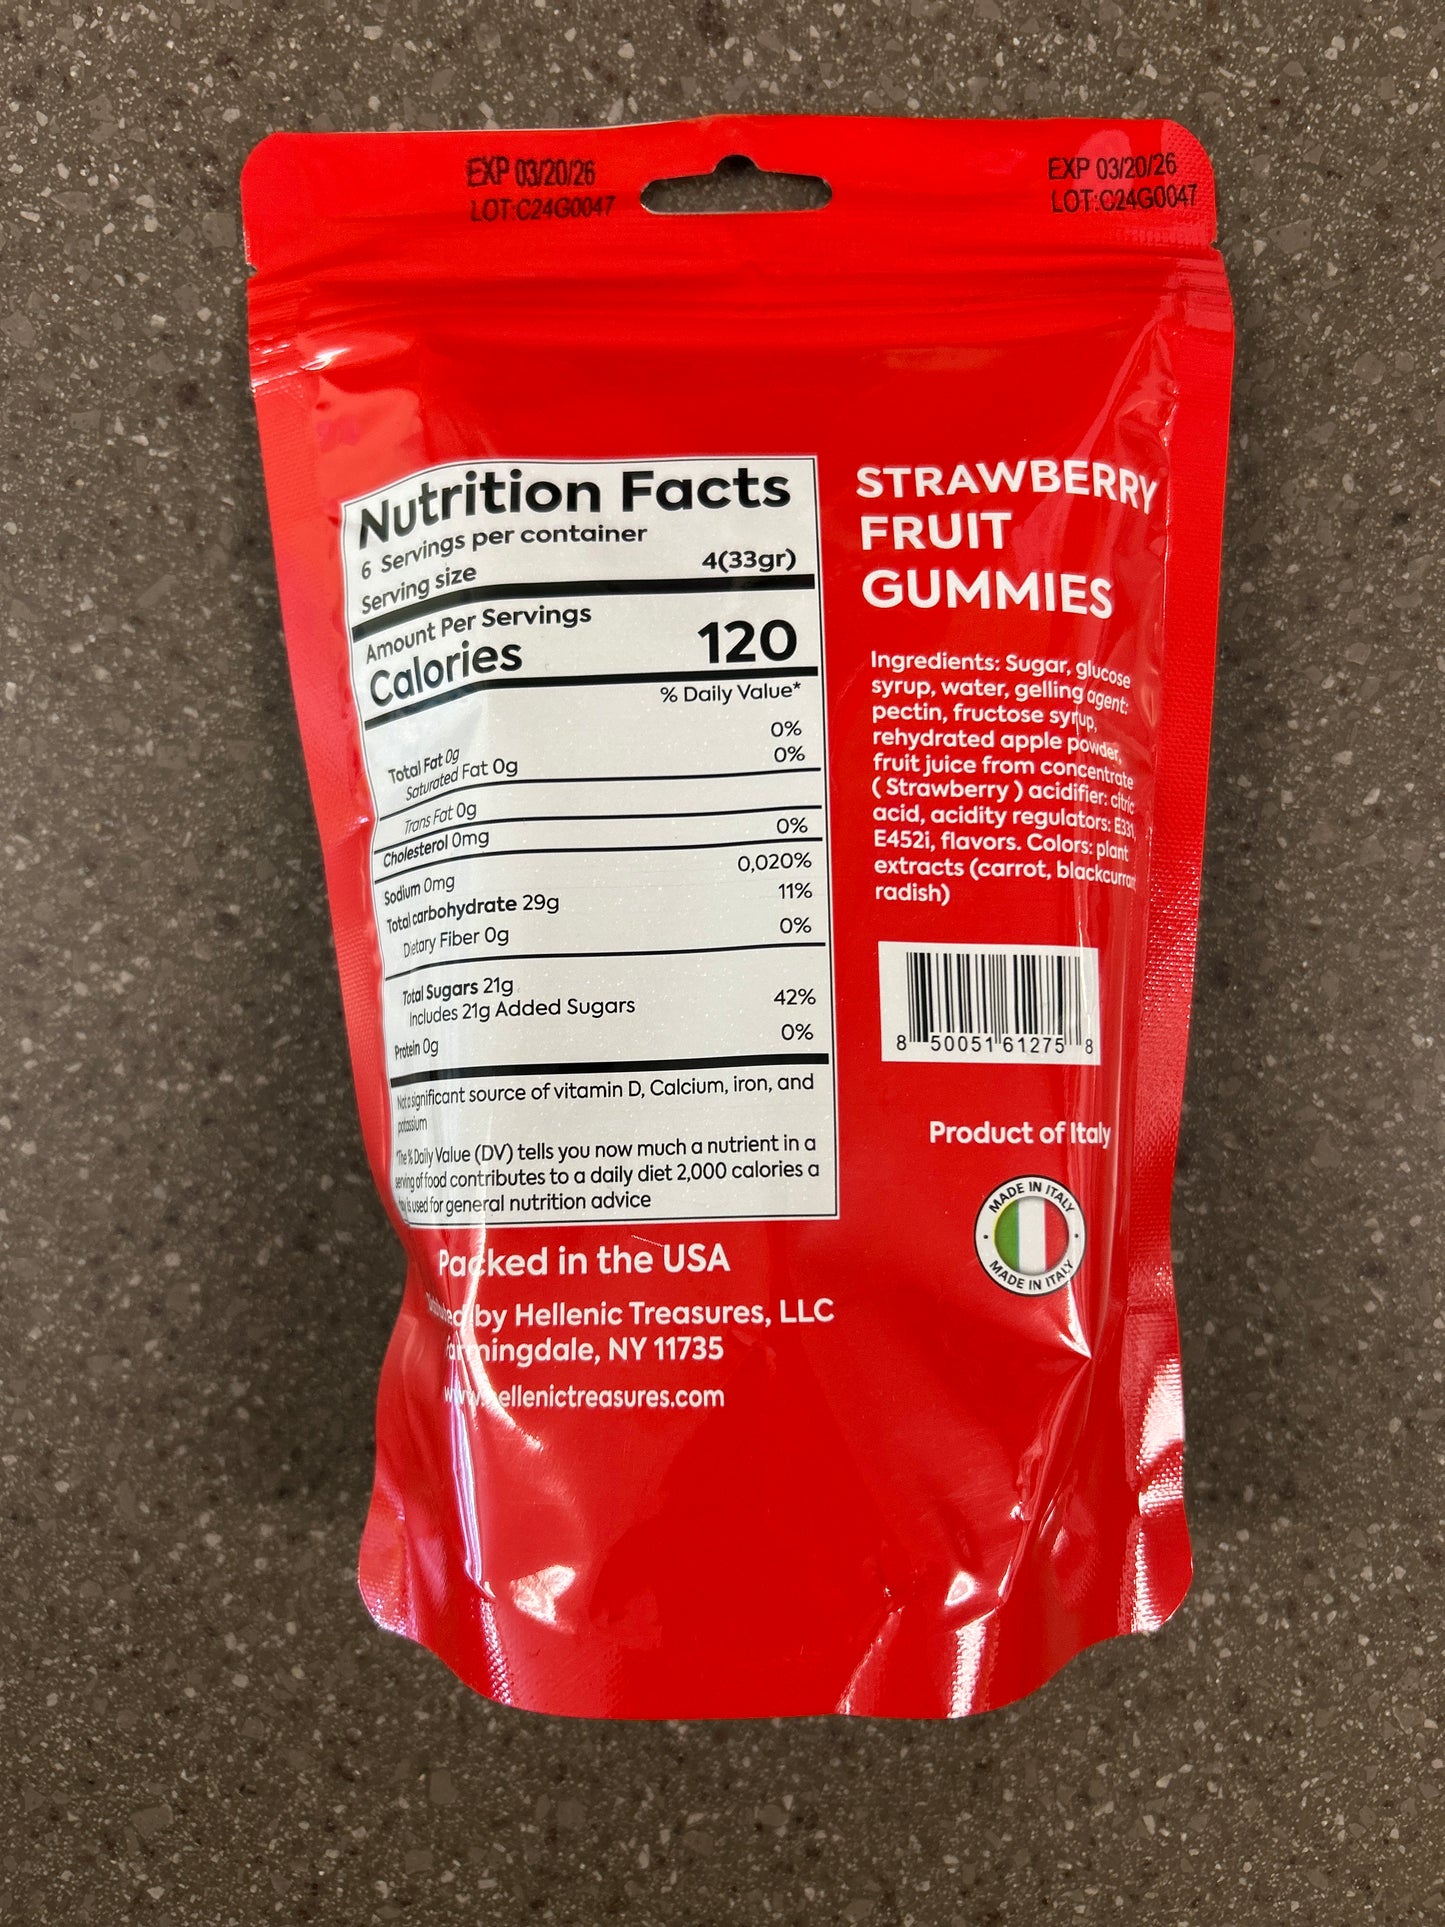 EXP 03/20/26
LOT:C24G0047
EXP 03/20/26
LOT:C24G0047
Nutrition Facts
6 Servings per container
Serving size 4(33gr)
Amount Per Servings
Calories 120
% Daily Value*
Total Fat 0g 0%
Saturated Fat 0g 0%
Trans Fat 0g
Cholesterol 0mg 0%
Sodium 0mg 0,020%
Total carbohydrate 29g 11%
Dietary Fiber 0g 0%
Total Sugars 21g
Includes 21g Added Sugars 42%
Protein 0g 0%
Not a significant source of vitamin D, Calcium, iron, and
potassium
*The % Daily Value (DV) tells you now much a nutrient in a
serving of food contributes to a daily diet 2,000 calories a
day is used for general nutrition advice
Packed in the USA
by Hellenic Treasures, LLC
Farmingdale, NY 11735
www.hellenictreasures.com
STRAWBERRY
FRUIT
GUMMIES
Ingredients: Sugar, glucose
syrup, water, gelling agent:
pectin, fructose syrup,
rehydrated apple powder,
fruit juice from concentrate
( Strawberry ) acidifier: citric
acid, acidity regulators: E331,
E452i, flavors. Colors: plant
extracts (carrot, blackcurrant
radish)
8 50051 61275 8
Product of Italy
MADE IN ITALY
MADE IN ITALY